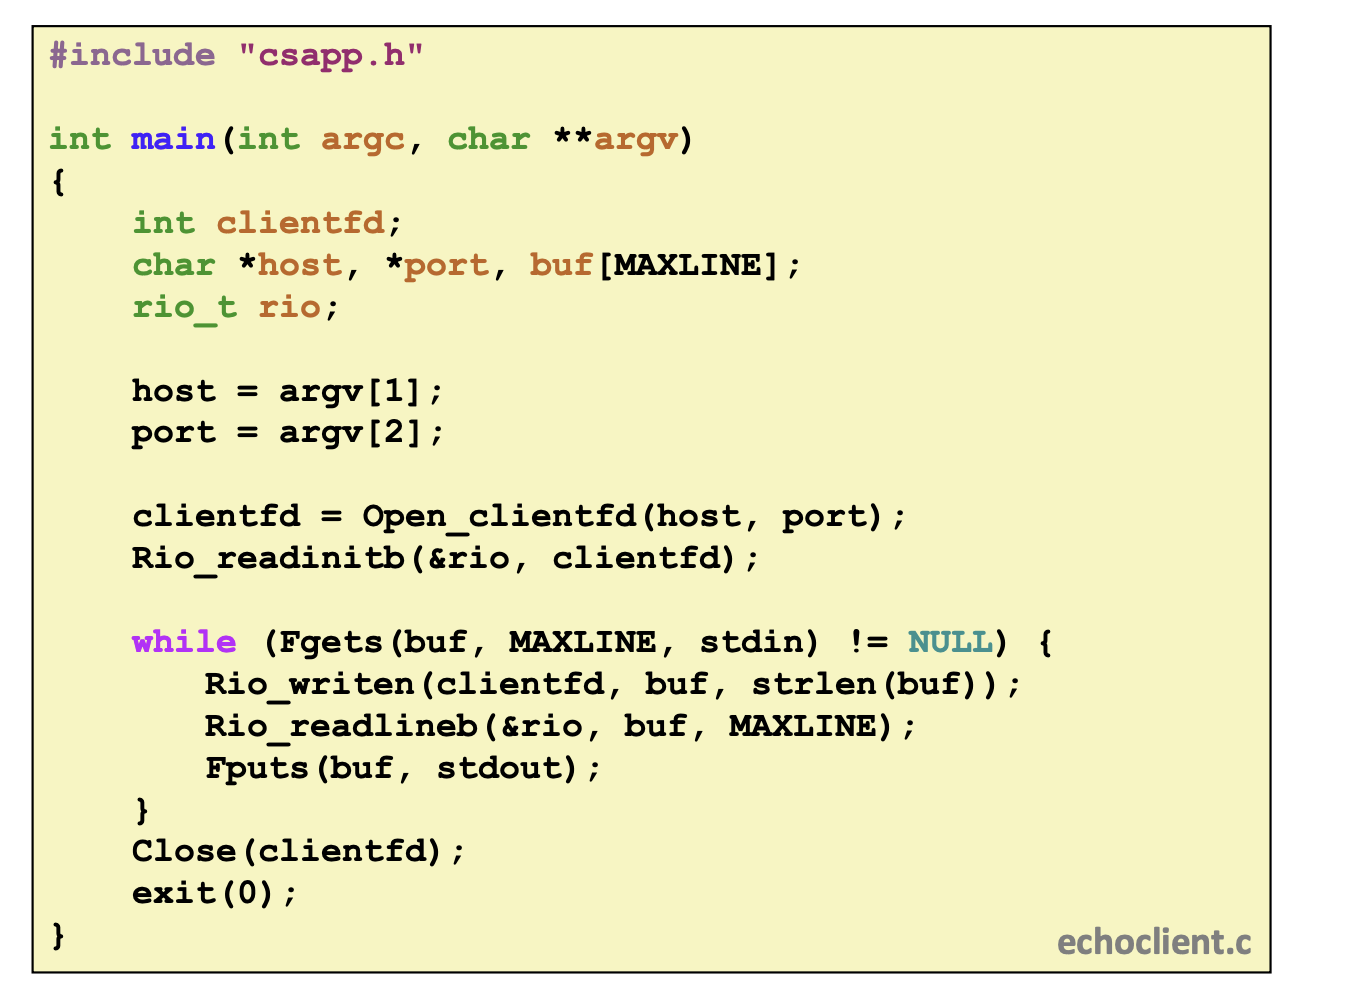 #include "csapp.h"
int main(int argc, char **argv)
{
int clientfd;
char *host, *port, buf[MAXLINE];
rio_t rio;
host = argv[1];
port = argv[2];
clientfd = Open_clientfd(host, port);
Rio_readinitb(&rio, clientfd);
while (Fgets(buf, MAXLINE, stdin) != NULL) {
Rio_writen(clientfd, buf, strlen(buf));
Rio_readlineb(&rio, buf, MAXLINE);
Fputs(buf, stdout);
}
Close(clientfd);
exit(0);
}
echoclient.c